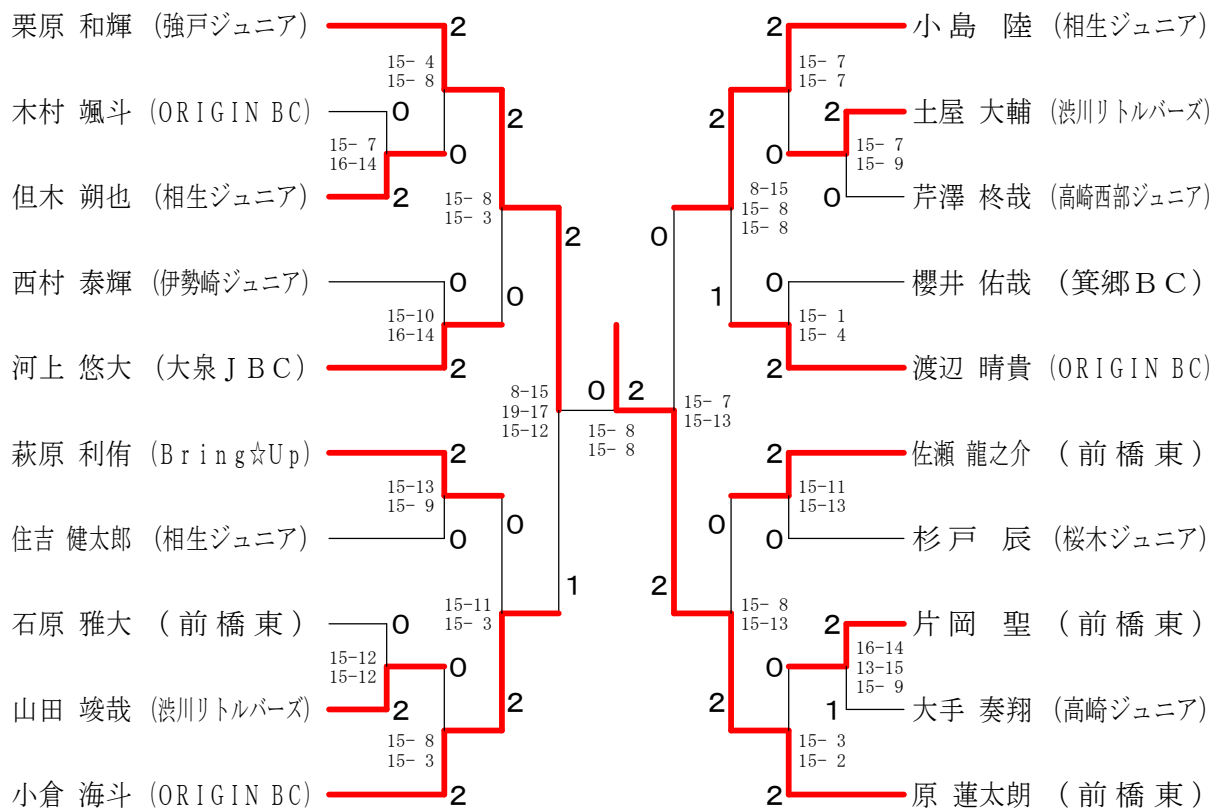 栗原 和輝 (強戸ジュニア) 2 2 小島 陸 (相生ジュニア)
15- 4 15- 7
15- 8 15- 7
木村 颯斗 (ORIGIN BC) 0 2 2 2 土屋 大輔 (渋川リトルバーズ)
15- 7 0 0 15- 7
16-14 15- 9
但木 朔也 (相生ジュニア) 2 15- 8 8-15 0 芹澤 柊哉 (高崎西部ジュニア)
15- 3 15- 8
2 0 15- 8
西村 泰輝 (伊勢崎ジュニア) 0 0 1 0 櫻井 佑哉 (箕郷BC)
15-10 15- 1
16-14 15- 4
河上 悠大 (大泉JBC) 2 2 渡辺 晴貴 (ORIGIN BC)
8-15 0 2 15- 7
19-17 15-13
15-12 15- 8
15- 8
萩原 利侑 (Bring☆Up) 2 2 佐瀬 龍之介 (前橋東)
15-13 15-11
15- 9 15-13
住吉 健太郎 (相生ジュニア) 0 0 0 0 杉戸 辰 (桜木ジュニア)
1 2
15-11 15- 8
15- 3 15-13
石原 雅大 (前橋東) 0 2 片岡 聖 (前橋東)
15-12 0 0 16-14
15-12 13-15
15- 9
山田 竣哉 (渋川リトルバーズ) 2 2 2 1 大手 奏翔 (高崎ジュニア)
15- 8 15- 3
15- 3 15- 2
小倉 海斗 (ORIGIN BC) 2 2 原 蓮太朗 (前橋東)